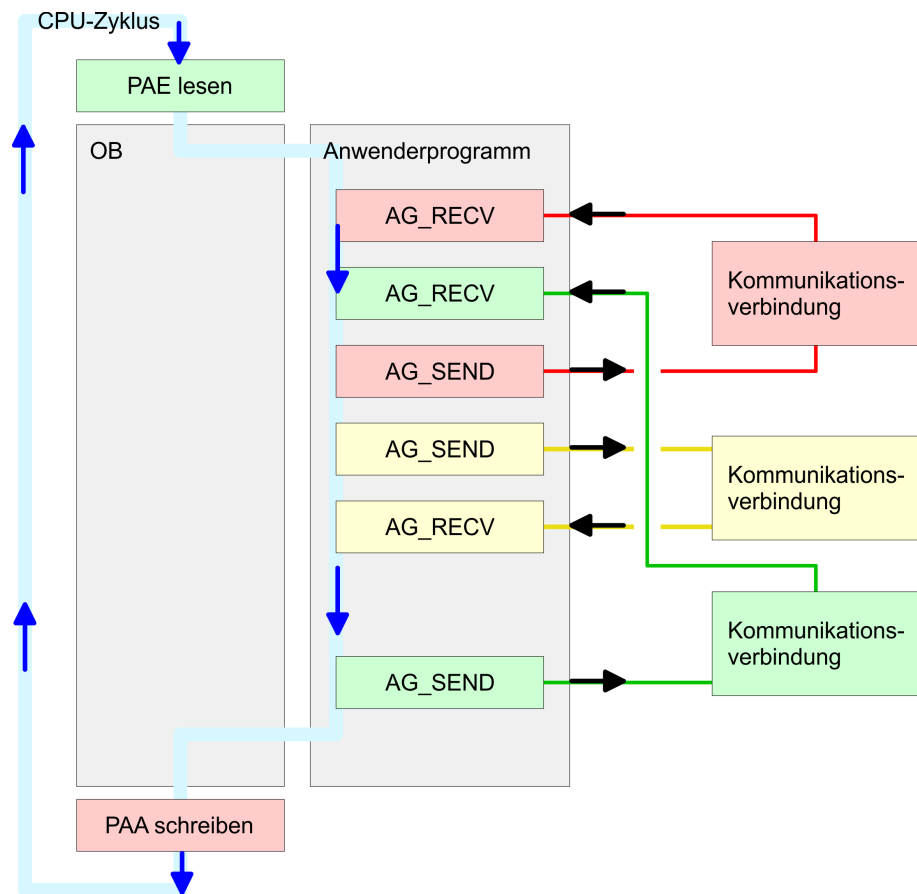 CPU-Zyklus
PAE lesen
OB
Anwenderprogramm
AG_RECV
AG_RECV
AG_SEND
AG_SEND
AG_RECV
AG_SEND
Kommunikations-
verbindung
Kommunikations-
verbindung
Kommunikations-
verbindung
PAA schreiben